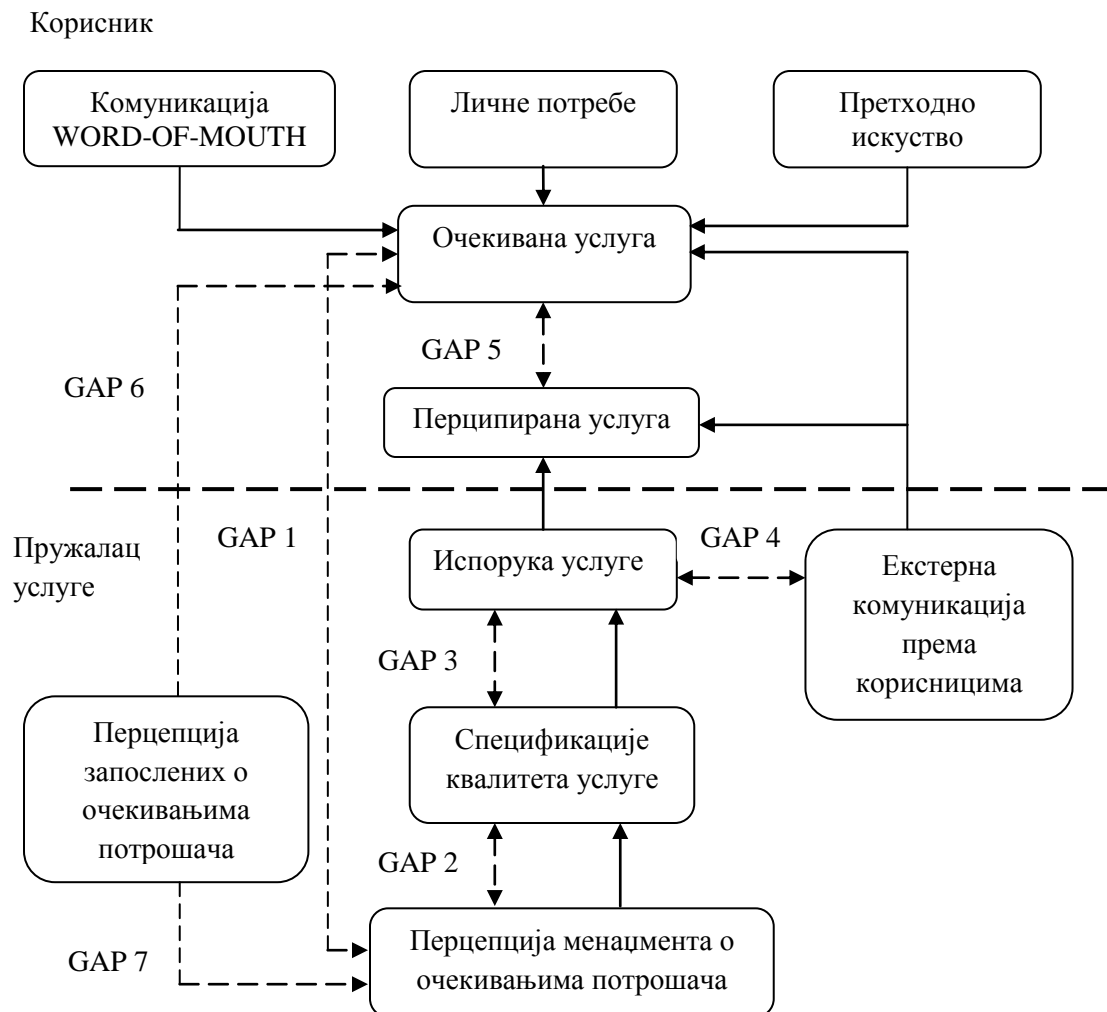 Корисник
Комуникација
WORD-OF-MOUTH
Личне потребе
Претходно
искуство
Очекивана услуга
GAP 5
GAP 6
Перципирана услуга
Пружалац
услуге
GAP 1
Испорука услуге
GAP 4
Екстерна
комуникација
према
корисницима
GAP 3
Перцепција
запослених о
очекивањима
потрошача
Спецификације
квалитета услуге
GAP 2
Перцепција менаџмента о
очекивањима потрошача
GAP 7